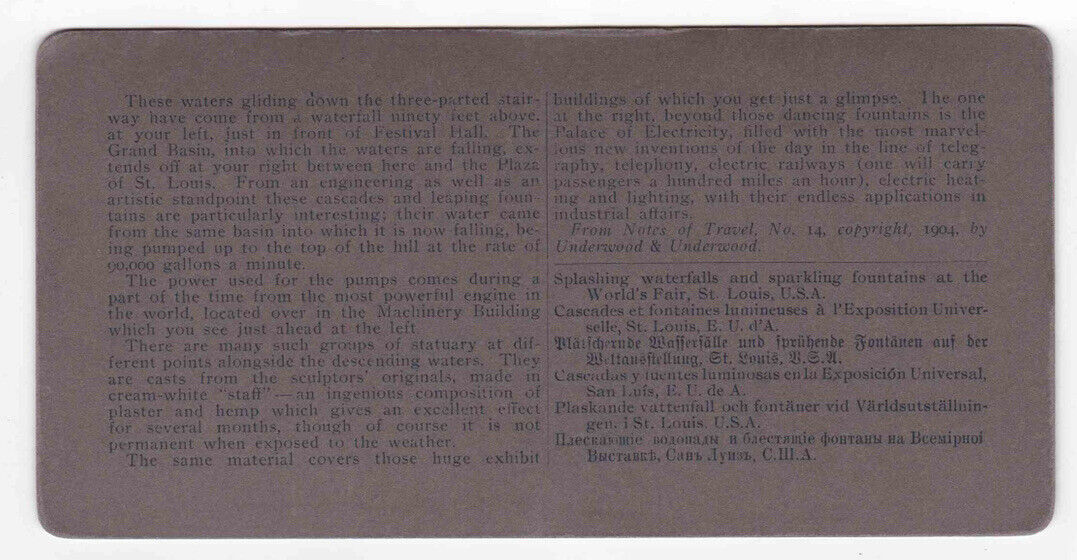 These waters gliding down the three-parted stair-
way have come from a waterfall ninety feet above,
at your left, just in front of Festival Hall. The
Grand Basin, into which the waters are falling, ex-
tends off at your right between here and the Plaza
of St. Louis. From an engineering as well as an
artistic standpoint these cascades and leaping foun-
tains are particularly interesting; their water came
from the same basin into which it is now falling, be-
ing pumped up to the top of the hill at the rate of
90,000 gallons a minute.
The power used for the pumps comes during a
part of the time from the most powerful engine in
the world, located over in the Machinery Building
which you see just ahead at the left.
There are many such groups of statuary at dif-
ferent points alongside the descending waters. They
are casts from the sculptors' originals, made in
cream-white "staff"—an ingenious composition of
plaster and hemp which gives an excellent effect
for several months, though of course it is not
permanent when exposed to the weather.
The same material covers those huge exhibit
buildings of which you get just a glimpse. The one
at the right, beyond those dancing fountains is the
Palace of Electricity, filled with the most marvel-
lous new inventions of the day in the line of teleg-
raphy, telephony, electric railways (one will carry
passengers a hundred miles an hour), electric heat-
ing and lighting, with their endless applications in
industrial affairs.
From Notes of Travel, No. 14, copyright, 1904, by
Underwood & Underwood.
Splashing waterfalls and sparkling fountains at the
World's Fair, St. Louis, U.S.A.
Cascades et fontaines lumineuses à l'Exposition Univer-
selle, St. Louis, E. U. d'A.
Plätschernde Wasserfälle und sprühende Fontänen auf der
Weltausstellung, St. Louis, V.S.A.
Cascadas y fuentes luminosas en la Exposición Universal,
San Luís, E. U. de A.
Plaskande vattenfall och fontäner vid Världsutställnin-
gen, i St. Louis, U.S.A.
Плескающіе водопады и блестящіе фонтаны на Всемірной
Выставкѣ, Санъ Луизъ, С.Ш.А.